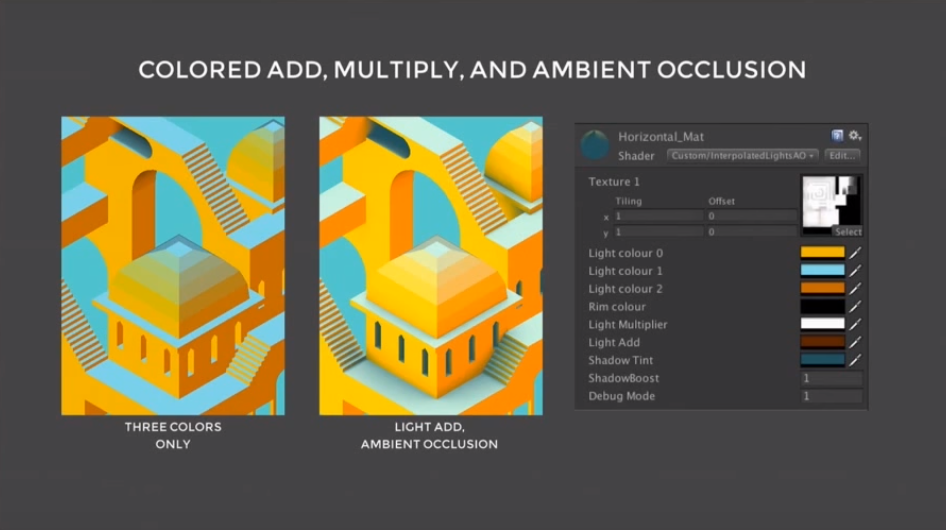 COLORED ADD, MULTIPLY, AND AMBIENT OCCLUSION
THREE COLORS
ONLY
LIGHT ADD,
AMBIENT OCCLUSION
Horizontal_Mat
Shader Custom/InterpolatedLightsAO Edit...
Texture 1
Tiling Offset
x 1 0
y 1 0
Select
Light colour 0
Light colour 1
Light colour 2
Rim colour
Light Multiplier
Light Add
Shadow Tint
ShadowBoost 1
Debug Mode 1